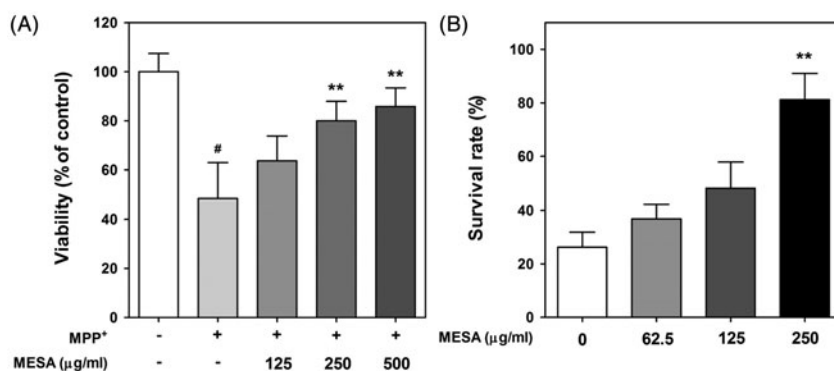 (A)
Viability (% of control)
120
100
80
60
40
20
0
#
**
**
MPP+ - + + + +
MESA (μg/ml) - - 125 250 500
(B)
Survival rate (%)
100
80
60
40
20
0
**
MESA (μg/ml) 0 62.5 125 250